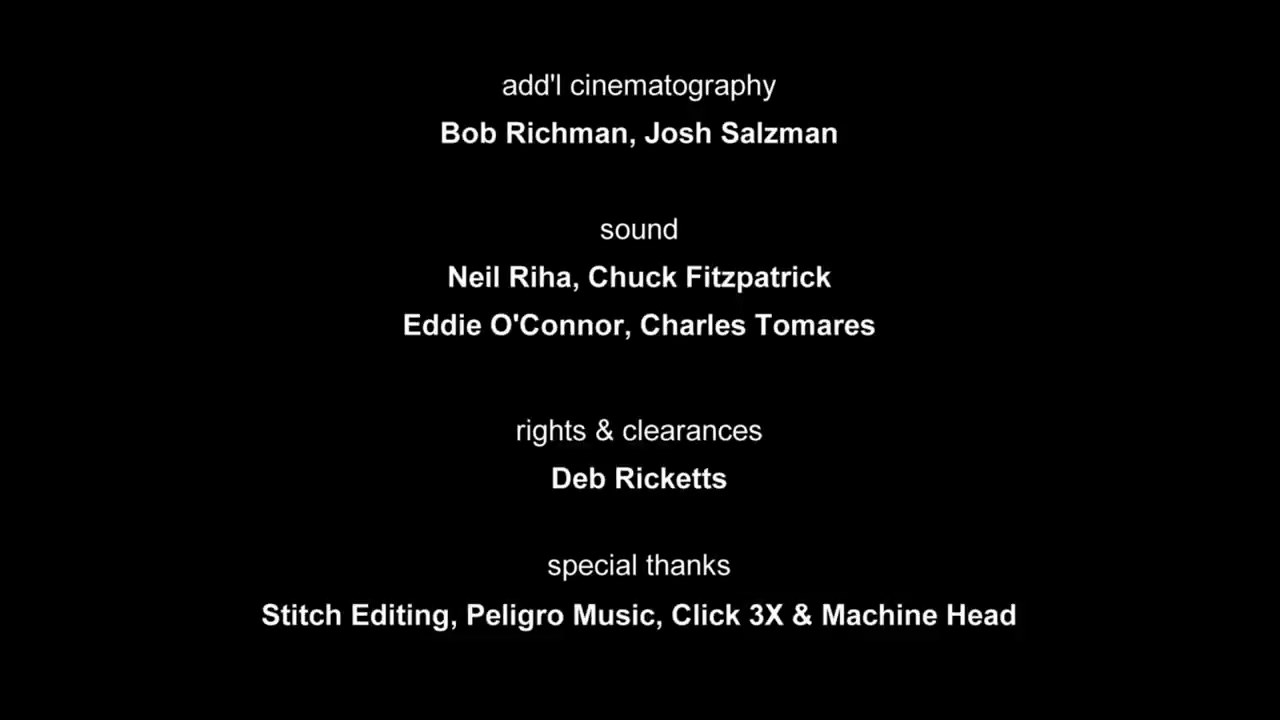 add'l cinematography
Bob Richman, Josh Salzman
sound
Neil Riha, Chuck Fitzpatrick
Eddie O'Connor, Charles Tomares
rights & clearances
Deb Ricketts
special thanks
Stitch Editing, Peligro Music, Click 3X & Machine Head